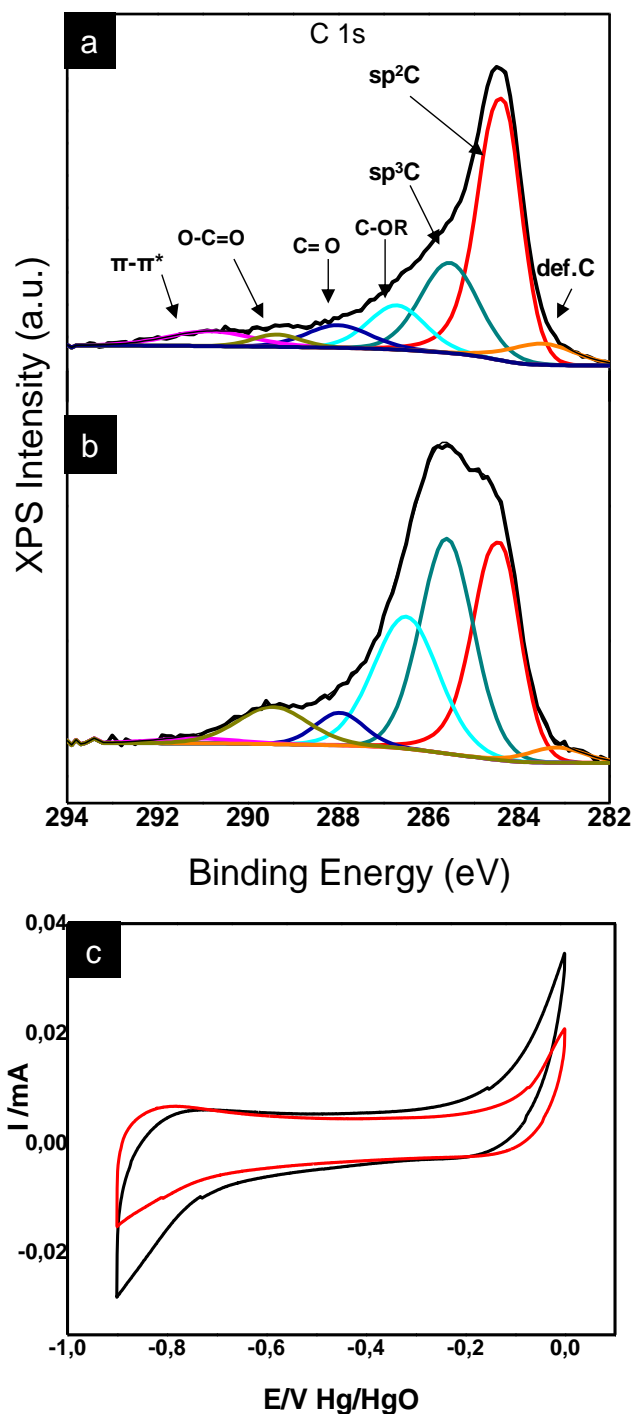 a
C 1s
sp²C
sp³C
C-OR
C= O
O-C=O
π-π*
def.C
b
XPS Intensity (a.u.)
294 292 290 288 286 284 282
Binding Energy (eV)
c
0,04
0,02
0,00
-0,02
I /mA
-1,0 -0,8 -0,6 -0,4 -0,2 0,0
E/V Hg/HgO